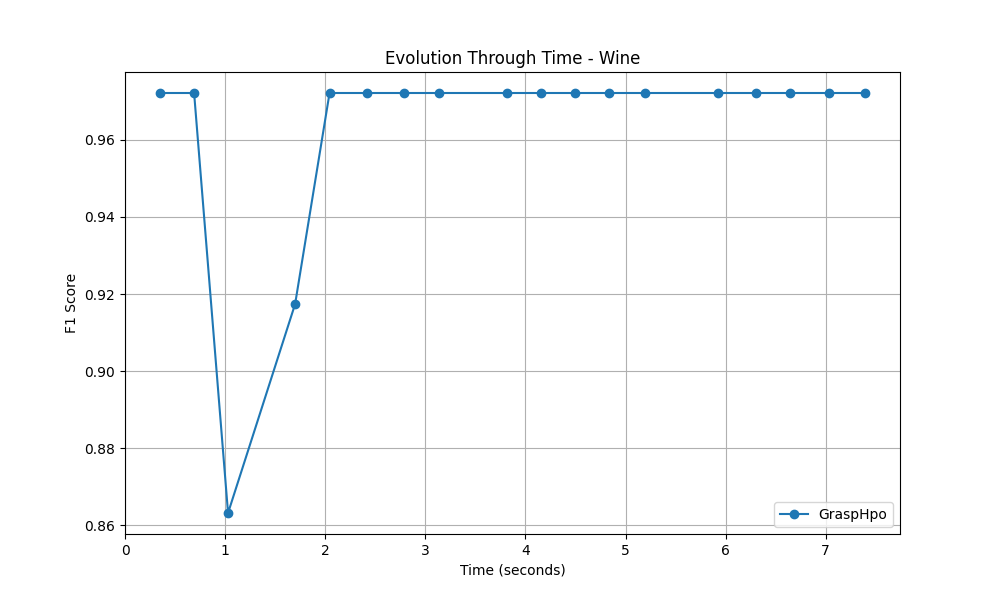 Evolution Through Time - Wine
F1 Score
0.96
0.94
0.92
0.90
0.88
0.86
0 1 2 3 4 5 6 7
Time (seconds)
GraspHpo